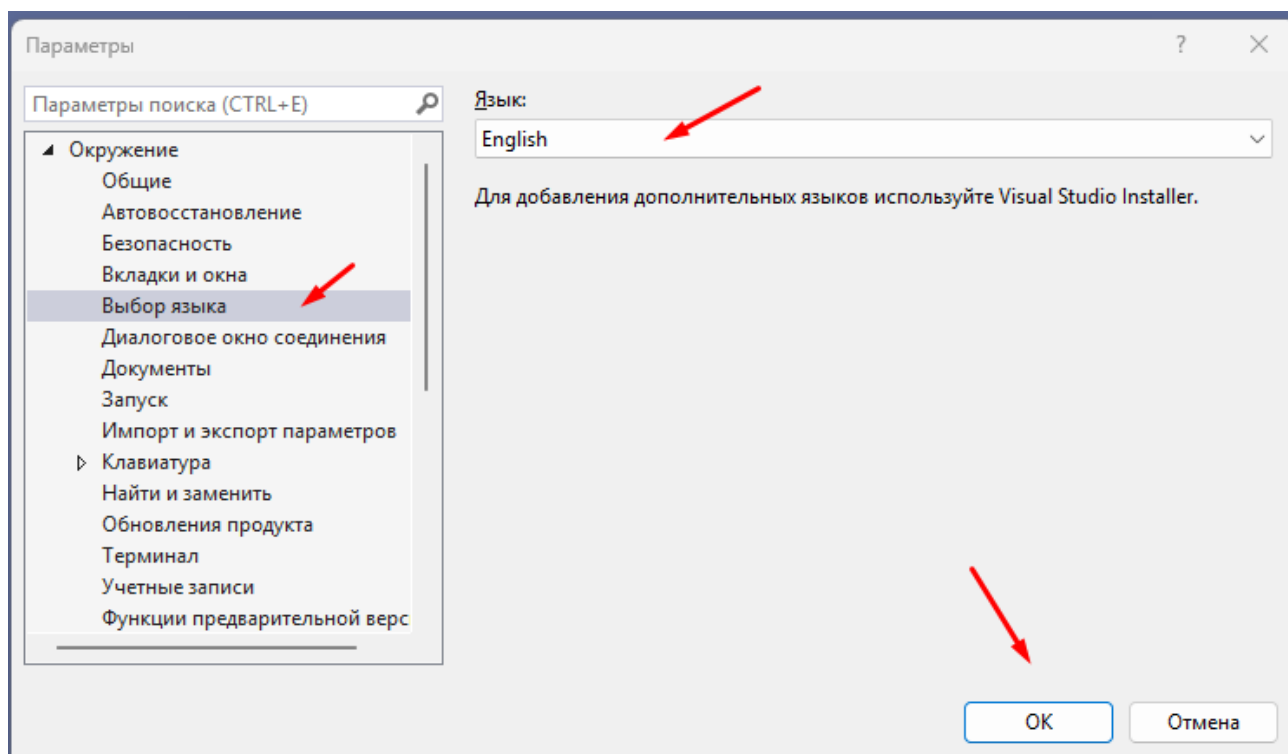 Параметры
?
Параметры поиска (CTRL+E)
Окружение
Общие
Автовосстановление
Безопасность
Вкладки и окна
Выбор языка
Диалоговое окно соединения
Документы
Запуск
Импорт и экспорт параметров
Клавиатура
Найти и заменить
Обновления продукта
Терминал
Учетные записи
Функции предварительной верс
Язык:
English
Для добавления дополнительных языков используйте Visual Studio Installer.
ОК
Отмена